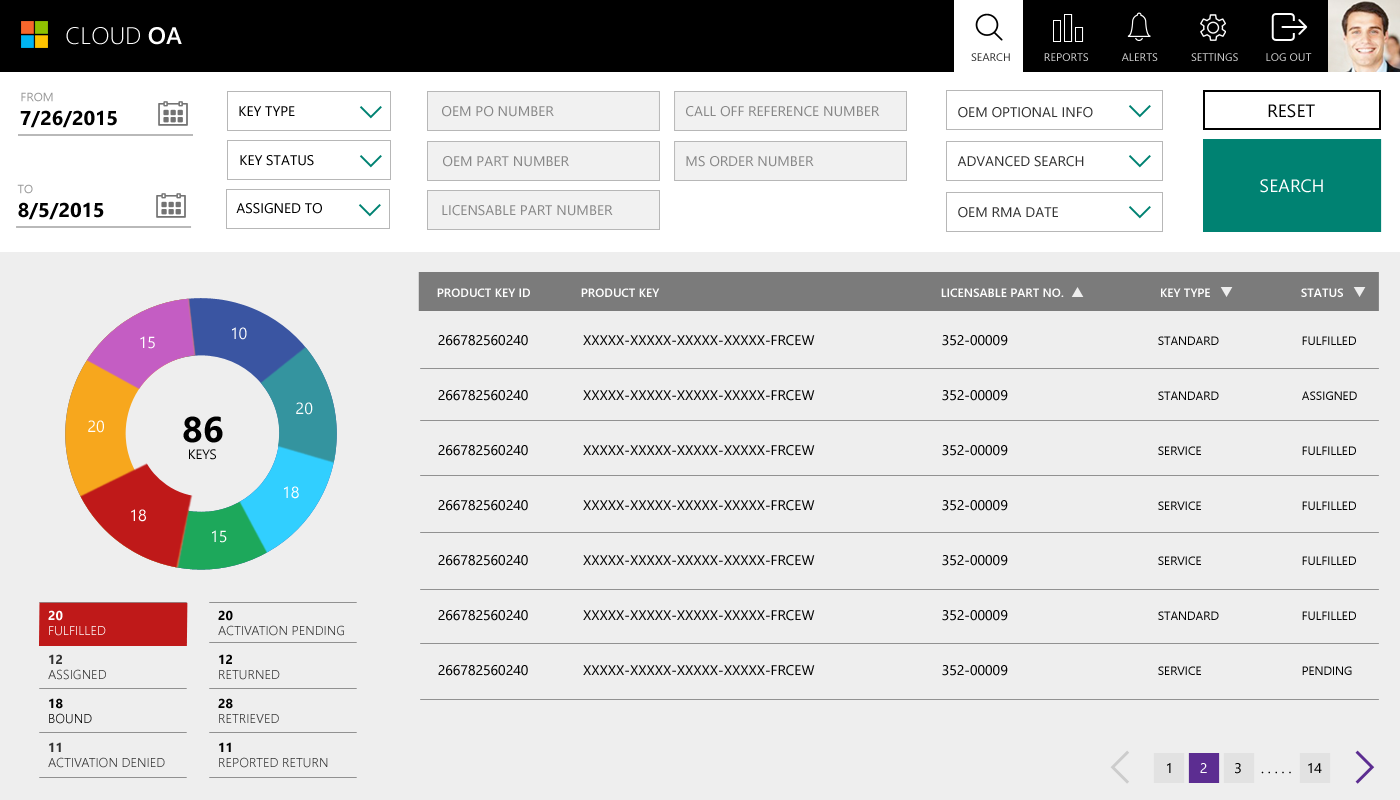 CLOUD OA
SEARCH
REPORTS
ALERTS
SETTINGS
LOG OUT
FROM
7/26/2015
TO
8/5/2015
KEY TYPE
KEY STATUS
ASSIGNED TO
OEM PO NUMBER
CALL OFF REFERENCE NUMBER
OEM PART NUMBER
MS ORDER NUMBER
LICENSABLE PART NUMBER
OEM OPTIONAL INFO
ADVANCED SEARCH
OEM RMA DATE
RESET
SEARCH
10
20
18
15
18
20
15
86
KEYS
20
FULFILLED
20
ACTIVATION PENDING
12
ASSIGNED
12
RETURNED
18
BOUND
28
RETRIEVED
11
ACTIVATION DENIED
11
REPORTED RETURN
PRODUCT KEY ID PRODUCT KEY LICENSABLE PART NO. KEY TYPE STATUS
266782560240 XXXXX-XXXXX-XXXXX-XXXXX-FRCEW 352-00009 STANDARD FULFILLED
266782560240 XXXXX-XXXXX-XXXXX-XXXXX-FRCEW 352-00009 STANDARD ASSIGNED
266782560240 XXXXX-XXXXX-XXXXX-XXXXX-FRCEW 352-00009 SERVICE FULFILLED
266782560240 XXXXX-XXXXX-XXXXX-XXXXX-FRCEW 352-00009 SERVICE FULFILLED
266782560240 XXXXX-XXXXX-XXXXX-XXXXX-FRCEW 352-00009 SERVICE FULFILLED
266782560240 XXXXX-XXXXX-XXXXX-XXXXX-FRCEW 352-00009 STANDARD FULFILLED
266782560240 XXXXX-XXXXX-XXXXX-XXXXX-FRCEW 352-00009 SERVICE PENDING
1 2 3 ..... 14